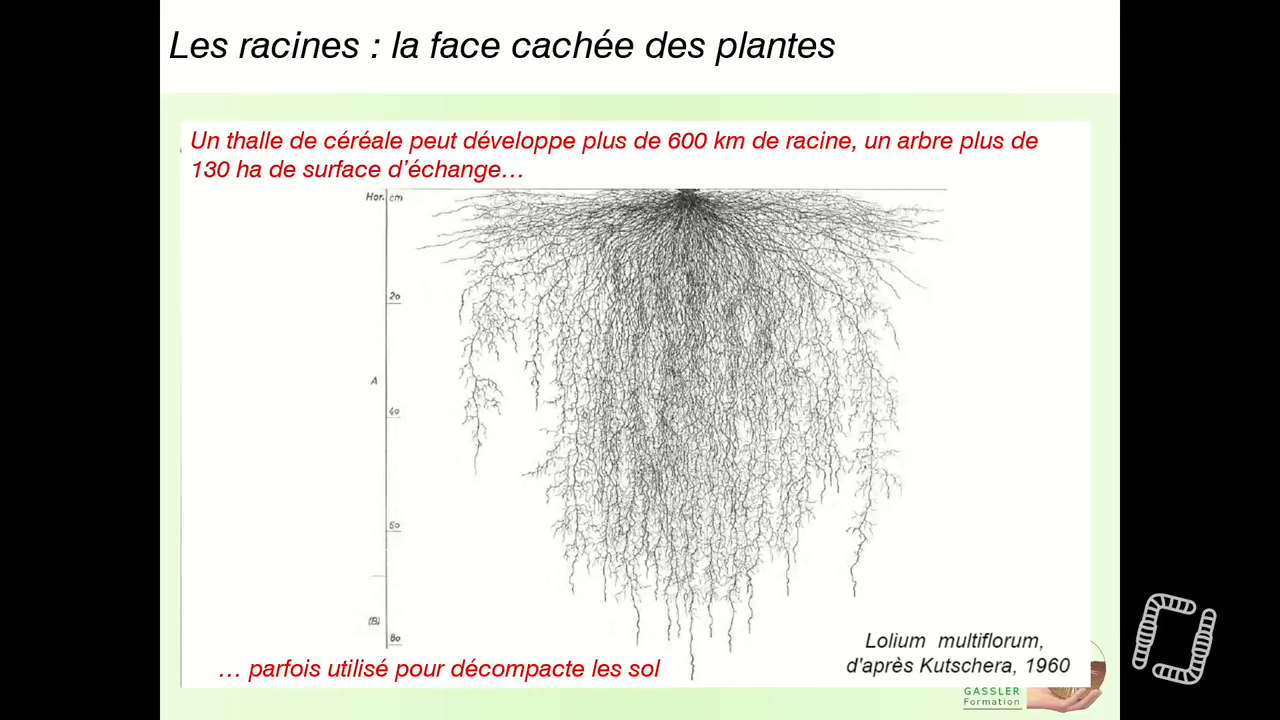 Les racines : la face cachée des plantes
Un thalle de céréale peut développe plus de 600 km de racine, un arbre plus de
130 ha de surface d'échange…
Hor. cm
20
A
40
60
(B)
80
Lolium multiflorum,
d'après Kutschera, 1960
… parfois utilisé pour décompacte les sol
GASSLER
Formation